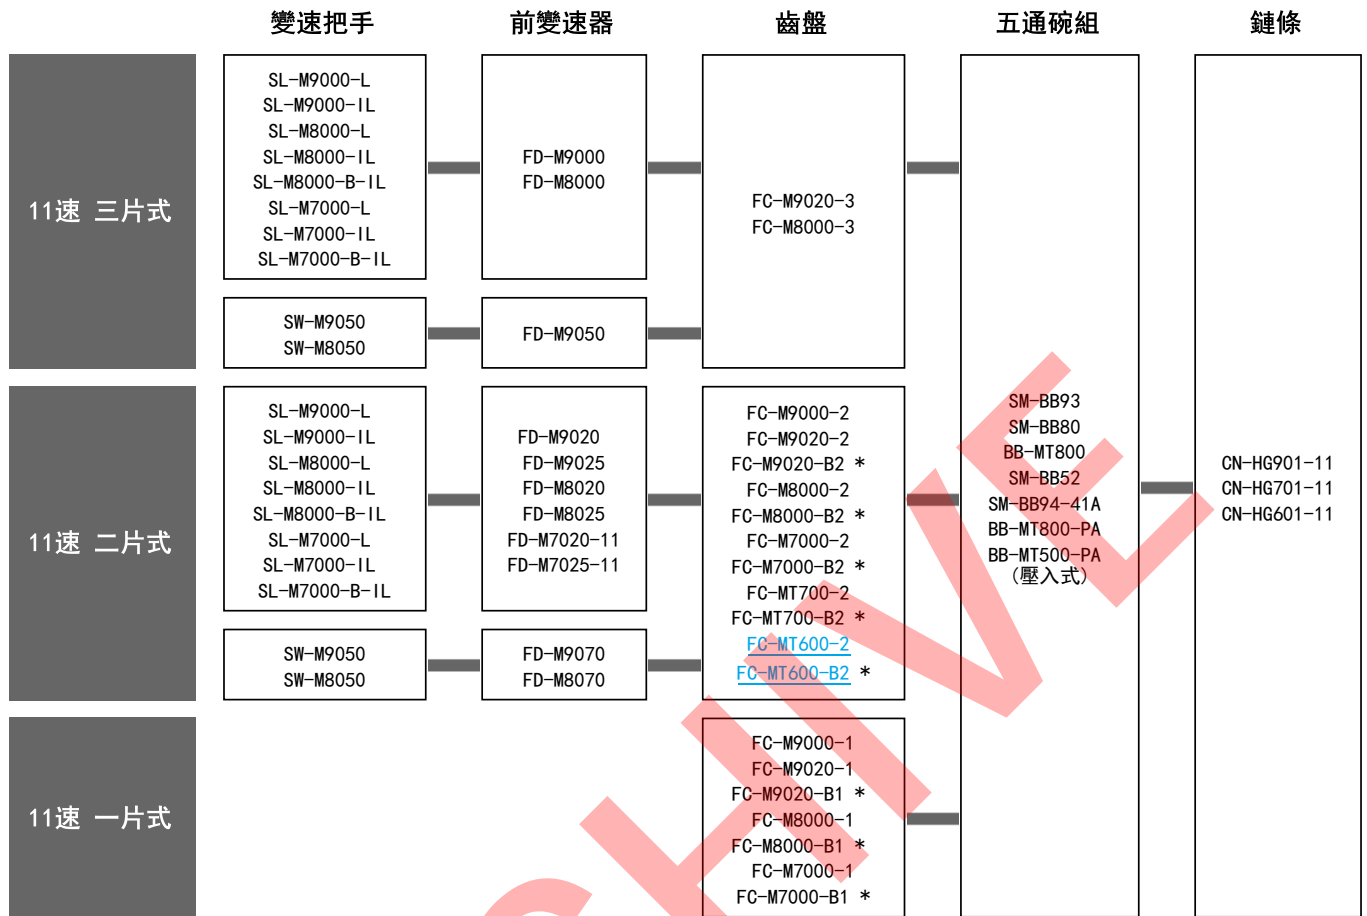 變速把手
前變速器
齒盤
五通碗組
鏈條
11速 三片式
SL-M9000-L
SL-M9000-IL
SL-M8000-L
SL-M8000-IL
SL-M8000-B-IL
SL-M7000-L
SL-M7000-IL
SL-M7000-B-IL
FD-M9000
FD-M8000
SW-M9050
SW-M8050
FD-M9050
FC-M9020-3
FC-M8000-3
11速 二片式
SL-M9000-L
SL-M9000-IL
SL-M8000-L
SL-M8000-IL
SL-M8000-B-IL
SL-M7000-L
SL-M7000-IL
SL-M7000-B-IL
FD-M9020
FD-M9025
FD-M8020
FD-M8025
FD-M7020-11
FD-M7025-11
SW-M9050
SW-M8050
FD-M9070
FD-M8070
FC-M9000-2
FC-M9020-2
FC-M9020-B2 *
FC-M8000-2
FC-M8000-B2 *
FC-M7000-2
FC-M7000-B2 *
FC-MT700-2
FC-MT700-B2 *
FC-MT600-2
FC-MT600-B2 *
11速 一片式
FC-M9000-1
FC-M9020-1
FC-M9020-B1 *
FC-M8000-1
FC-M8000-B1 *
FC-M7000-1
FC-M7000-B1 *
SM-BB93
SM-BB80
BB-MT800
SM-BB52
SM-BB94-41A
BB-MT800-PA
BB-MT500-PA
(壓入式)
CN-HG901-11
CN-HG701-11
CN-HG601-11
CHIVE